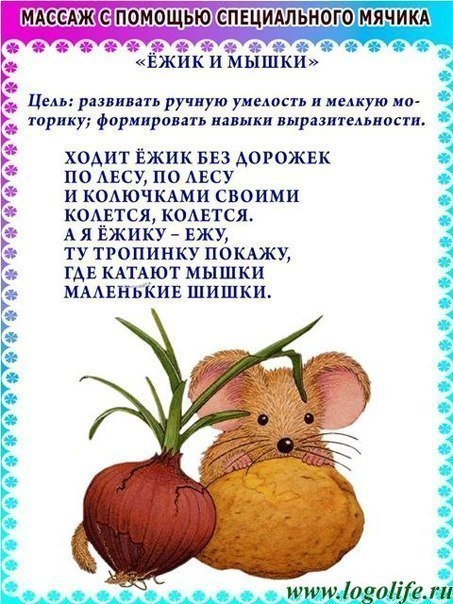 МАССАЖ С ПОМОЩЬЮ СПЕЦИАЛЬНОГО МЯЧИКА
«ЁЖИК И МЫШКИ»
Цель: развивать ручную умелость и мелкую мо-
торику; формировать навыки выразительности.
ХОДИТ ЁЖИК БЕЗ ДОРОЖЕК
ПО ЛЕСУ, ПО ЛЕСУ
И КОЛЮЧКАМИ СВОИМИ
КОЛЕТСЯ, КОЛЕТСЯ.
А Я ЁЖИКУ – ЕЖУ,
ТУ ТРОПИНКУ ПОКАЖУ,
ГДЕ КАТАЮТ МЫШКИ
МАЛЕНЬКИЕ ШИШКИ.
www.logolife.ru